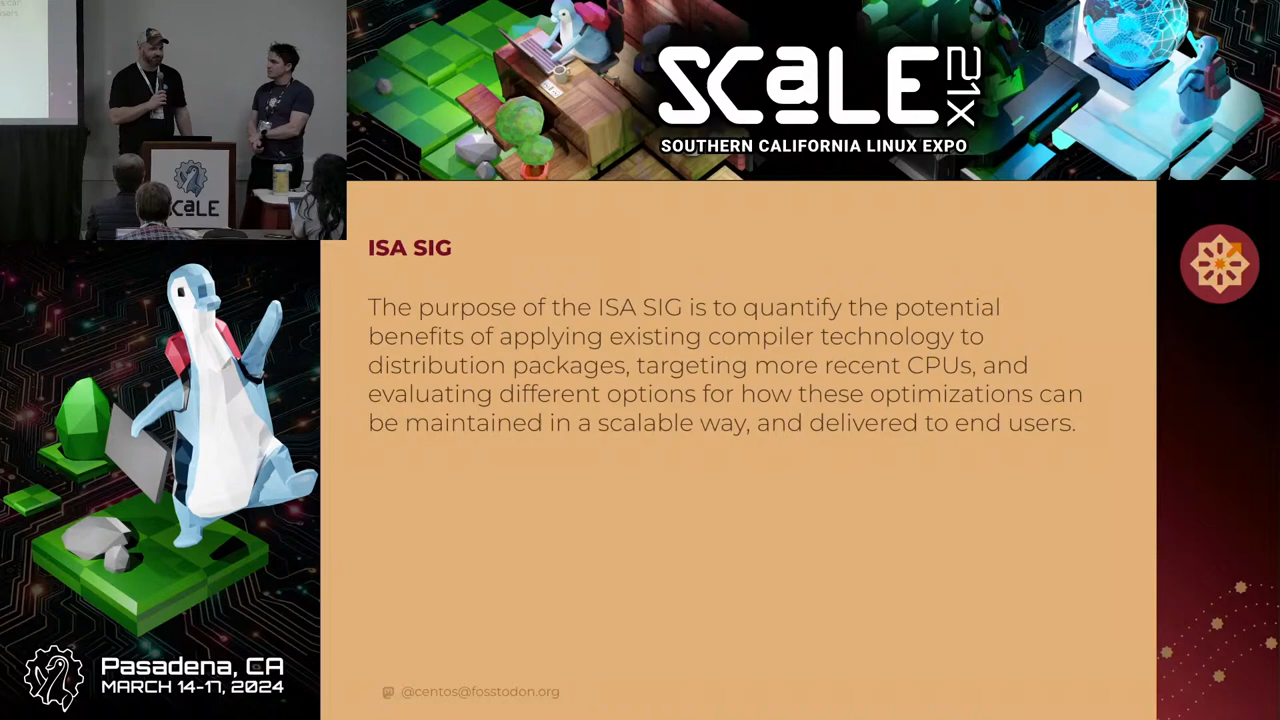 SCaLE 21X
SOUTHERN CALIFORNIA LINUX EXPO
SCaLE
ISA SIG
The purpose of the ISA SIG is to quantify the potential
benefits of applying existing compiler technology to
distribution packages, targeting more recent CPUs, and
evaluating different options for how these optimizations can
be maintained in a scalable way, and delivered to end users.
@centos@fosstodon.org
Pasadena, CA
MARCH 14-17, 2024